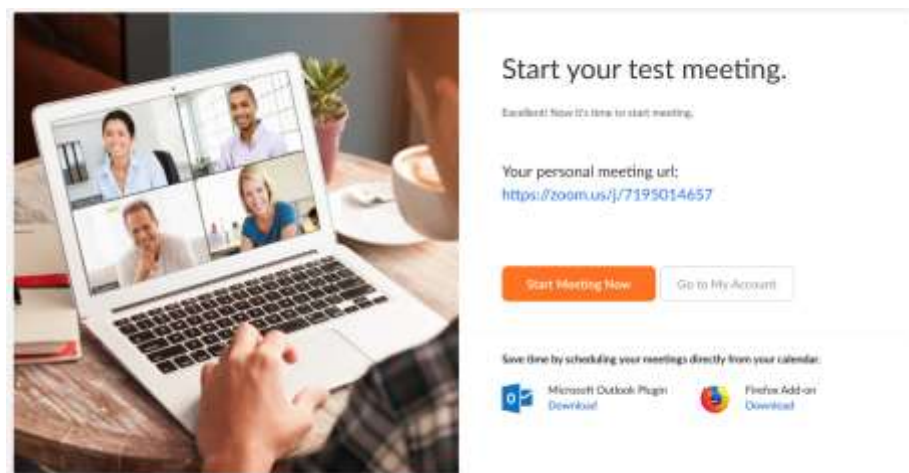 Start your test meeting.
Excellent! Now it's time to start meeting.
Your personal meeting url:
https://zoom.us/j/7195014657
Start Meeting Now
Go to My Account
Save time by scheduling your meetings directly from your calendar:
Microsoft Outlook Plugin
Download
Firefox Add-on
Download